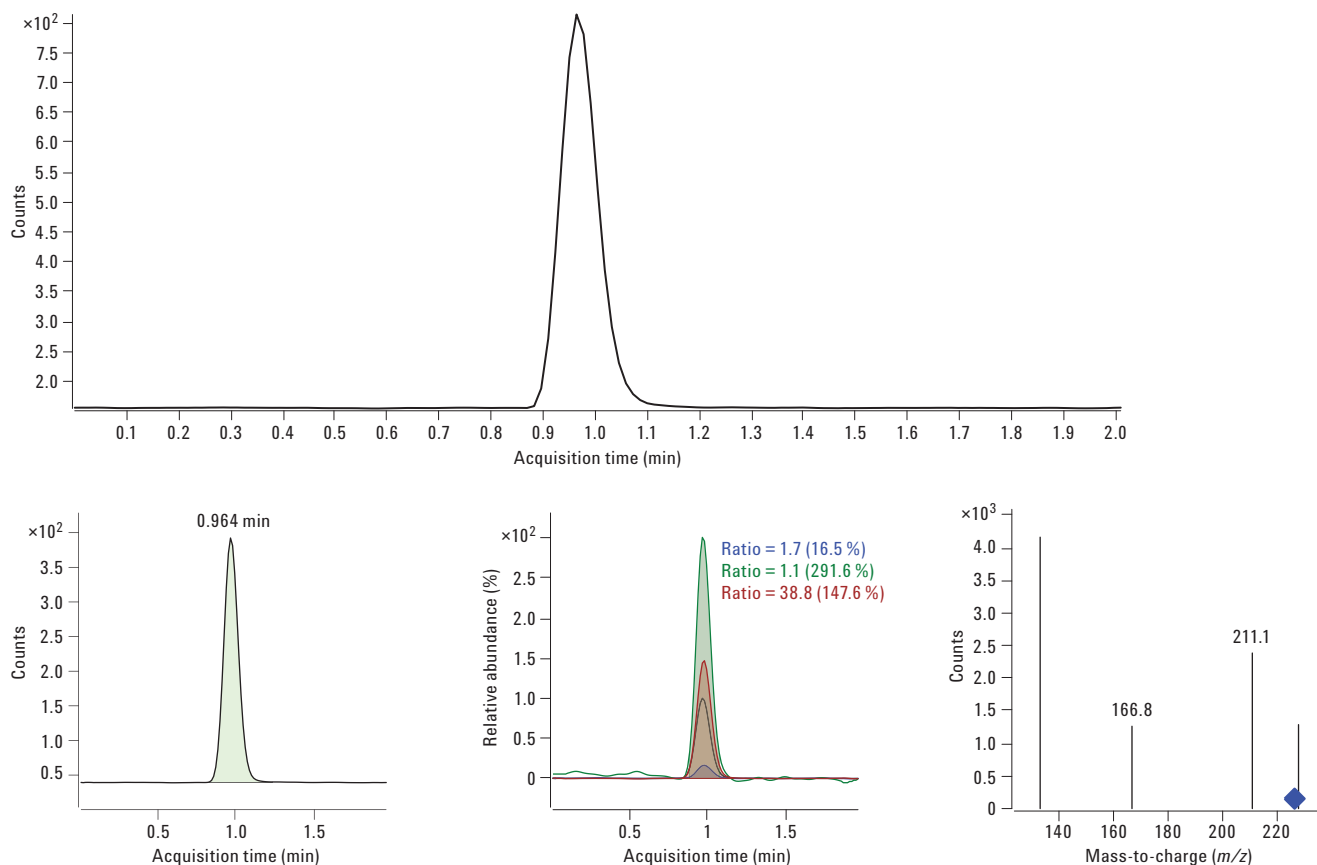 ×10²
7.5
7.0
6.5
6.0
5.5
5.0
4.5
4.0
3.5
3.0
2.5
2.0
Counts
0.1 0.2 0.3 0.4 0.5 0.6 0.7 0.8 0.9 1.0 1.1 1.2 1.3 1.4 1.5 1.6 1.7 1.8 1.9 2.0
Acquisition time (min)
×10²
3.5
3.0
2.5
2.0
1.5
1.0
0.5
Counts
0.964 min
0.5 1.0 1.5
Acquisition time (min)
×10²
2.5
2.0
1.0
0.5
0
Relative abundance (%)
Ratio = 1.7 (16.5 %)
Ratio = 1.1 (291.6 %)
Ratio = 38.8 (147.6 %)
0.5 1 1.5
Acquisition time (min)
×10³
4.0
3.5
3.0
2.5
2.0
1.5
1.0
0.5
0
Counts
166.8
211.1
140 160 180 200 220
Mass-to-charge (m/z)